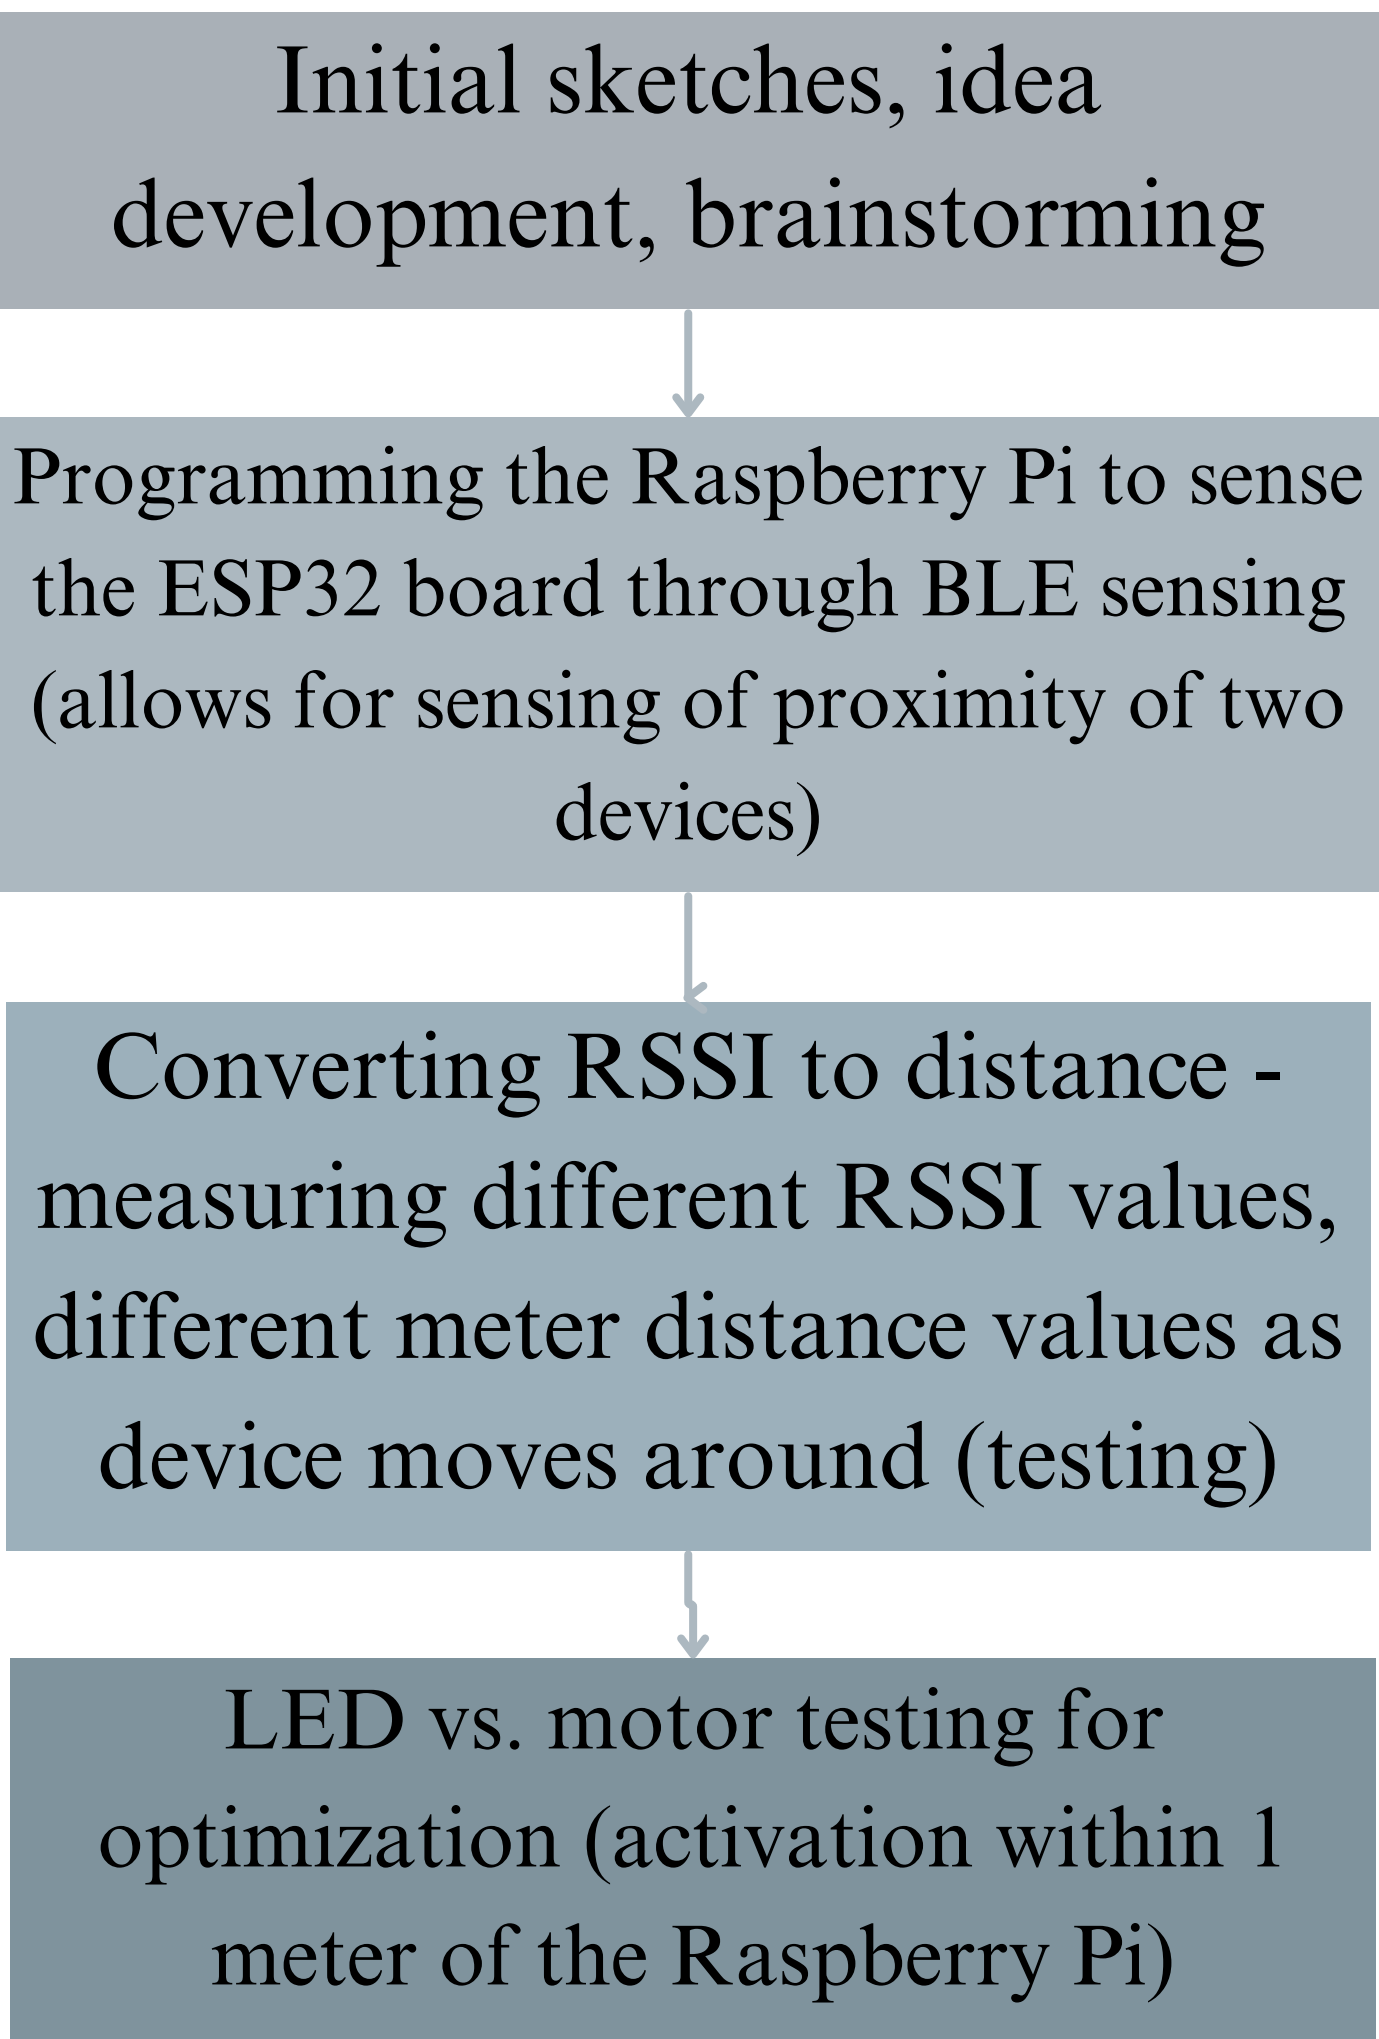 Initial sketches, idea
development, brainstorming
Programming the Raspberry Pi to sense
the ESP32 board through BLE sensing
(allows for sensing of proximity of two
devices)
Converting RSSI to distance -
measuring different RSSI values,
different meter distance values as
device moves around (testing)
LED vs. motor testing for
optimization (activation within 1
meter of the Raspberry Pi)